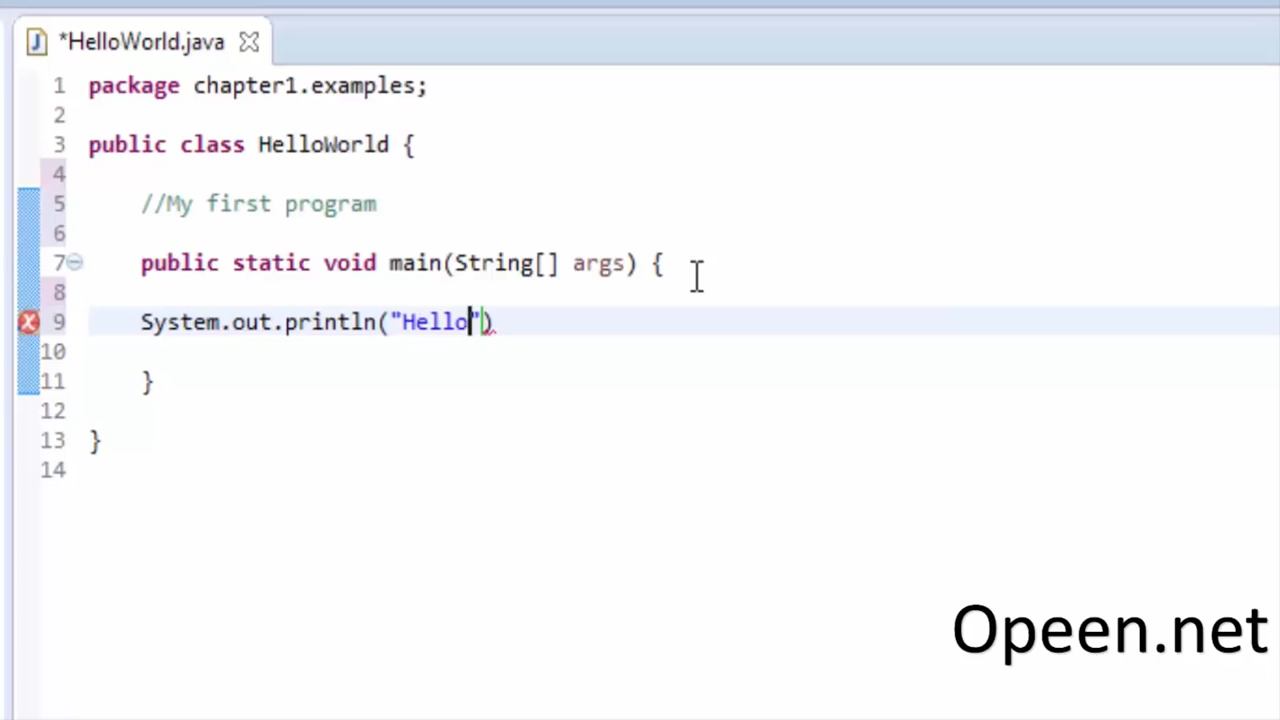 *HelloWorld.java
1 package chapter1.examples;
2
3 public class HelloWorld {
4
5 //My first program
6
7 public static void main(String[] args) {
8
9 System.out.println("Hello")
10
11 }
12
13 }
14
Opeen.net